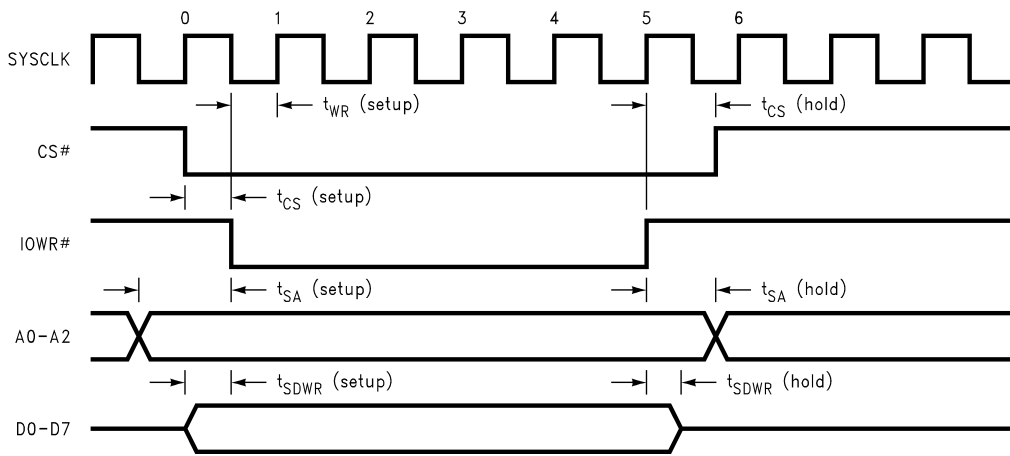 0 1 2 3 4 5 6
SYSCLK
t_WR (setup) t_CS (hold)
CS#
t_CS (setup)
IOWR#
t_SA (setup) t_SA (hold)
A0-A2
t_SDWR (setup) t_SDWR (hold)
D0-D7